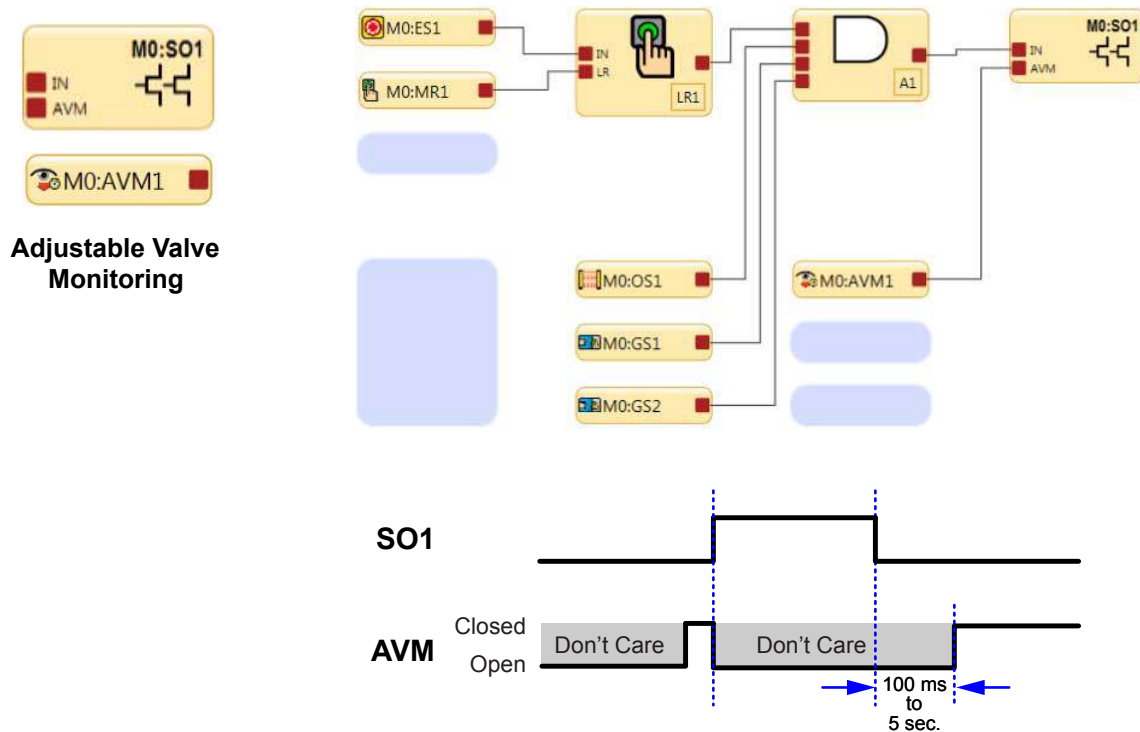 M0:SO1
IN
AVM
M0:AVM1
Adjustable Valve
Monitoring
M0:ES1
M0:MR1
IN
LR
LR1
A1
M0:SO1
IN
AVM
M0:OS1
M0:AVM1
M0:GS1
M0:GS2
SO1
AVM
Closed
Open
Don't Care
Don't Care
100 ms
to
5 sec.